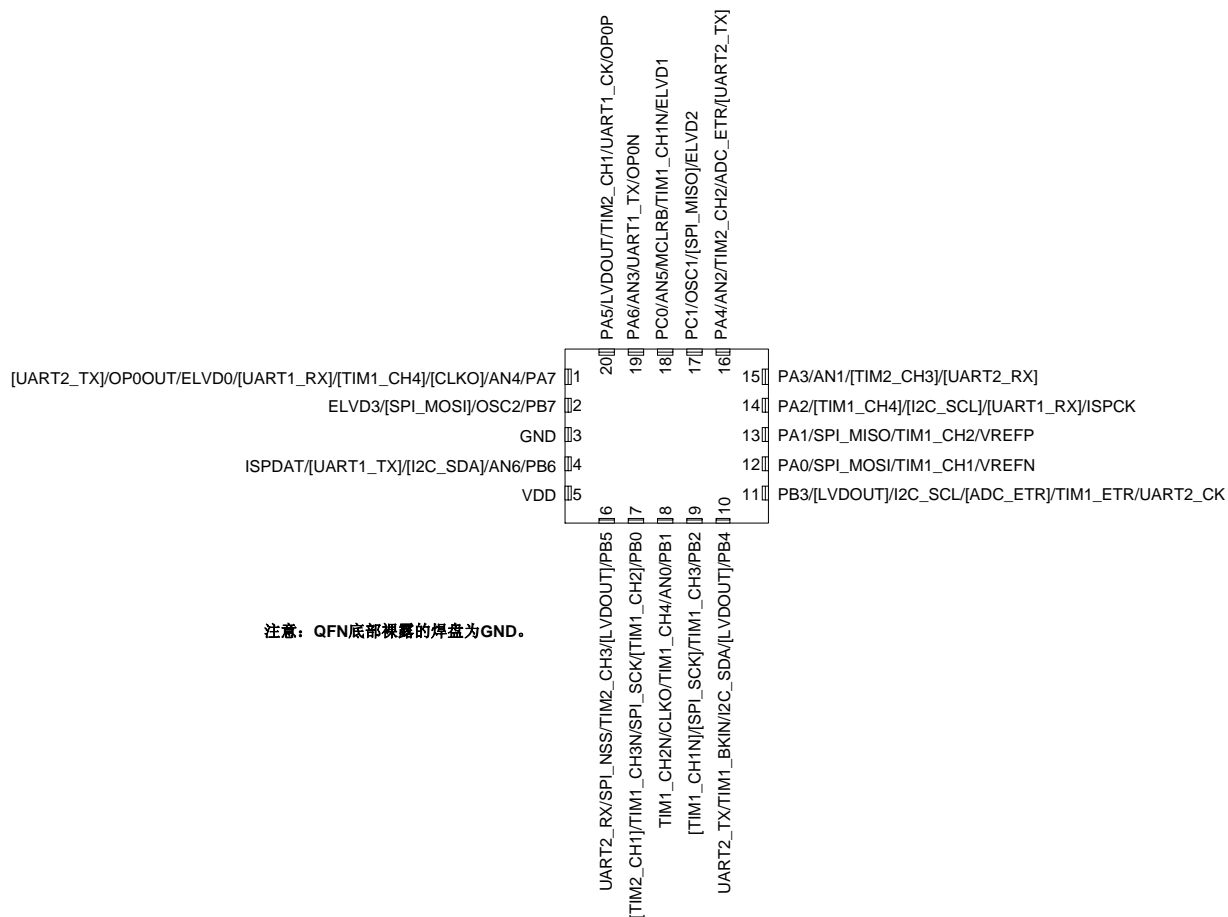 PA5/LVDOUT/TIM2_CH1/UART1_CK/OP0P
PA6/AN3/UART1_TX/OP0N
PC0/AN5/MCLRB/TIM1_CH1N/ELVD1
PC1/OSC1/[SPI_MISO]/ELVD2
PA4/AN2/TIM2_CH2/ADC_ETR/[UART2_TX]
20
19
18
17
16
[UART2_TX]/OP0OUT/ELVD0/[UART1_RX]/[TIM1_CH4]/[CLKO]/AN4/PA7 1
ELVD3/[SPI_MOSI]/OSC2/PB7 2
GND 3
ISPDAT/[UART1_TX]/[I2C_SDA]/AN6/PB6 4
VDD 5
15 PA3/AN1/[TIM2_CH3]/[UART2_RX]
14 PA2/[TIM1_CH4]/[I2C_SCL]/[UART1_RX]/ISPCK
13 PA1/SPI_MISO/TIM1_CH2/VREFP
12 PA0/SPI_MOSI/TIM1_CH1/VREFN
11 PB3/[LVDOUT]/I2C_SCL/[ADC_ETR]/TIM1_ETR/UART2_CK
6
7
8
9
10
UART2_RX/SPI_NSS/TIM2_CH3/[LVDOUT]/PB5
[TIM2_CH1]/TIM1_CH3N/SPI_SCK/[TIM1_CH2]/PB0
TIM1_CH2N/CLKO/TIM1_CH4/AN0/PB1
[TIM1_CH1N]/[SPI_SCK]/TIM1_CH3/PB2
UART2_TX/TIM1_BKIN/I2C_SDA/[LVDOUT]/PB4
注意：QFN底部裸露的焊盘为GND。